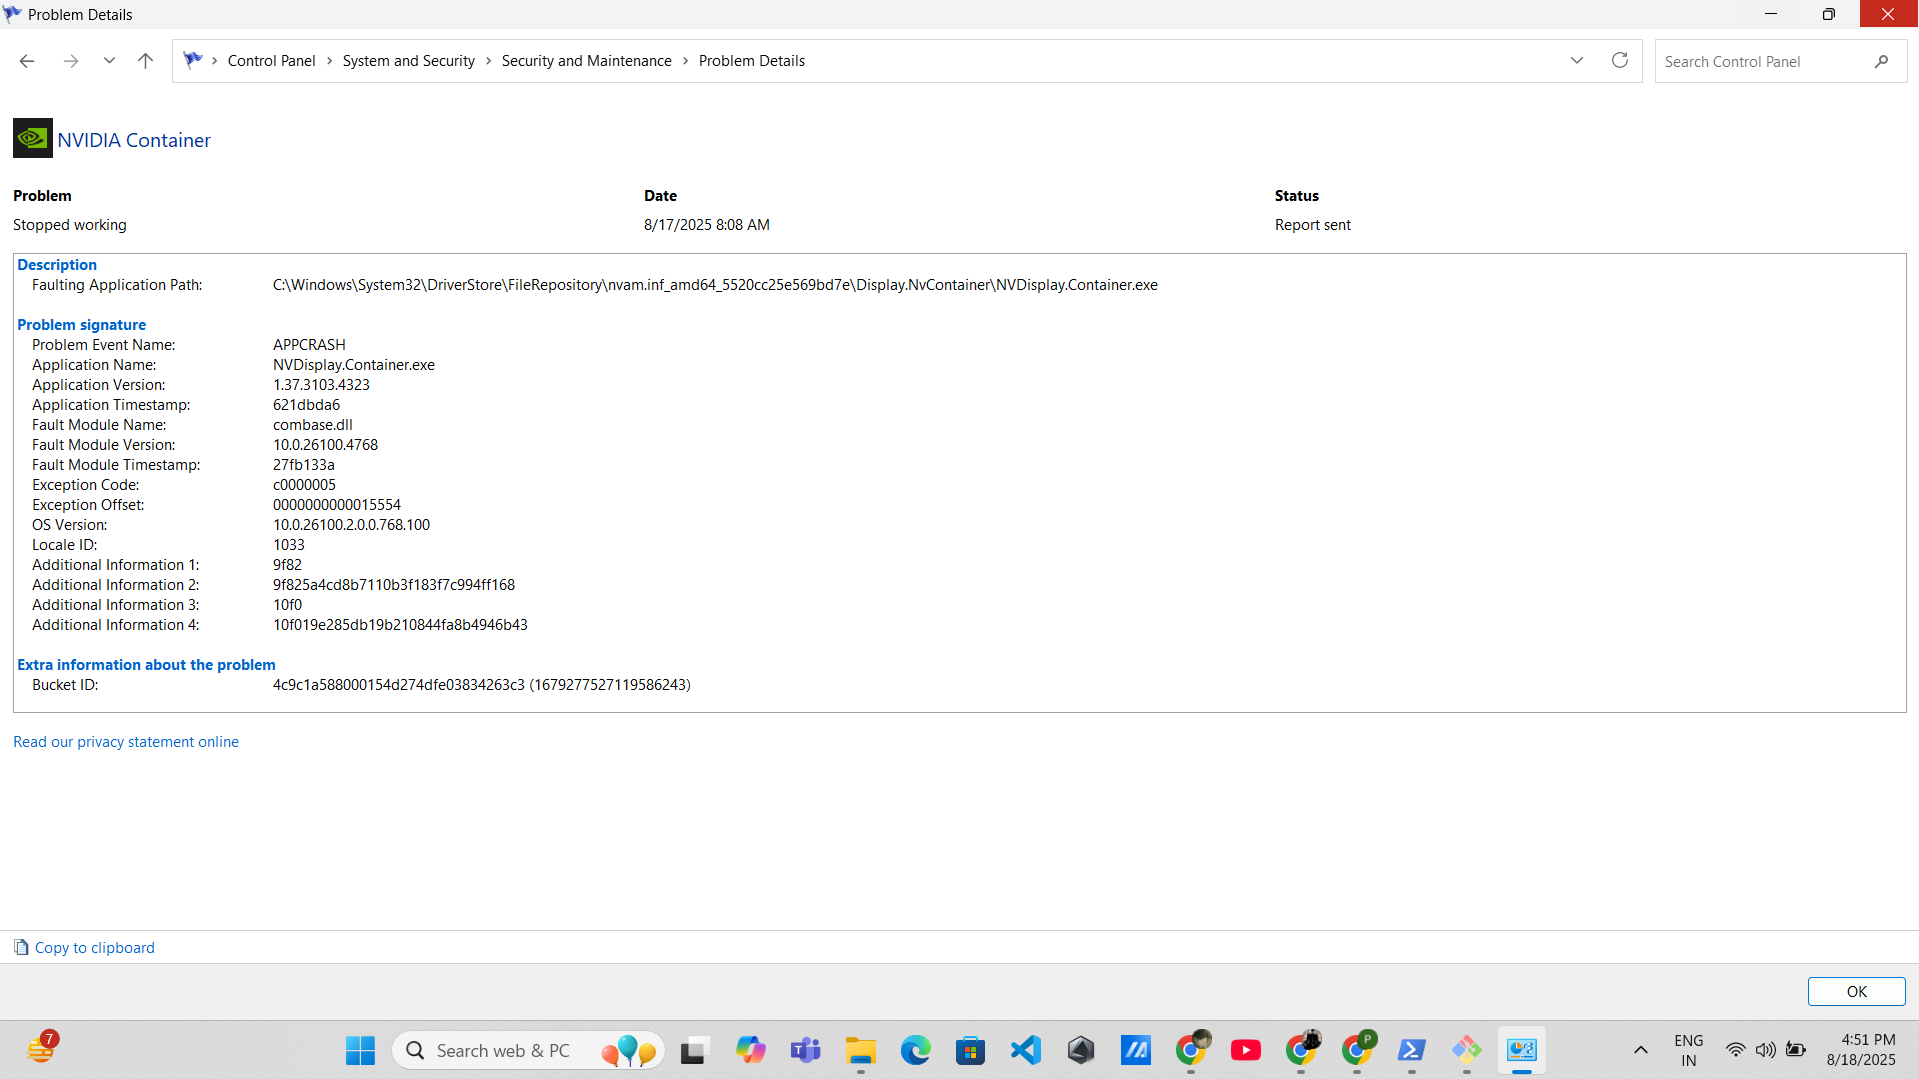 Problem Details
Control Panel › System and Security › Security and Maintenance › Problem Details
Search Control Panel
NVIDIA Container
Problem Date Status
Stopped working 8/17/2025 8:08 AM Report sent
Description
Faulting Application Path: C:\Windows\System32\DriverStore\FileRepository\nvam.inf_amd64_5520cc25e569bd7e\Display.NvContainer\NVDisplay.Container.exe
Problem signature
Problem Event Name: APPCRASH
Application Name: NVDisplay.Container.exe
Application Version: 1.37.3103.4323
Application Timestamp: 621dbda6
Fault Module Name: combase.dll
Fault Module Version: 10.0.26100.4768
Fault Module Timestamp: 27fb133a
Exception Code: c0000005
Exception Offset: 0000000000015554
OS Version: 10.0.26100.2.0.0.768.100
Locale ID: 1033
Additional Information 1: 9f82
Additional Information 2: 9f825a4cd8b7110b3f183f7c994ff168
Additional Information 3: 10f0
Additional Information 4: 10f019e285db19b210844fa8b4946b43
Extra information about the problem
Bucket ID: 4c9c1a588000154d274dfe03834263c3 (1679277527119586243)
Read our privacy statement online
Copy to clipboard
OK
7
Search web & PC
P
ENG
IN
4:51 PM
8/18/2025